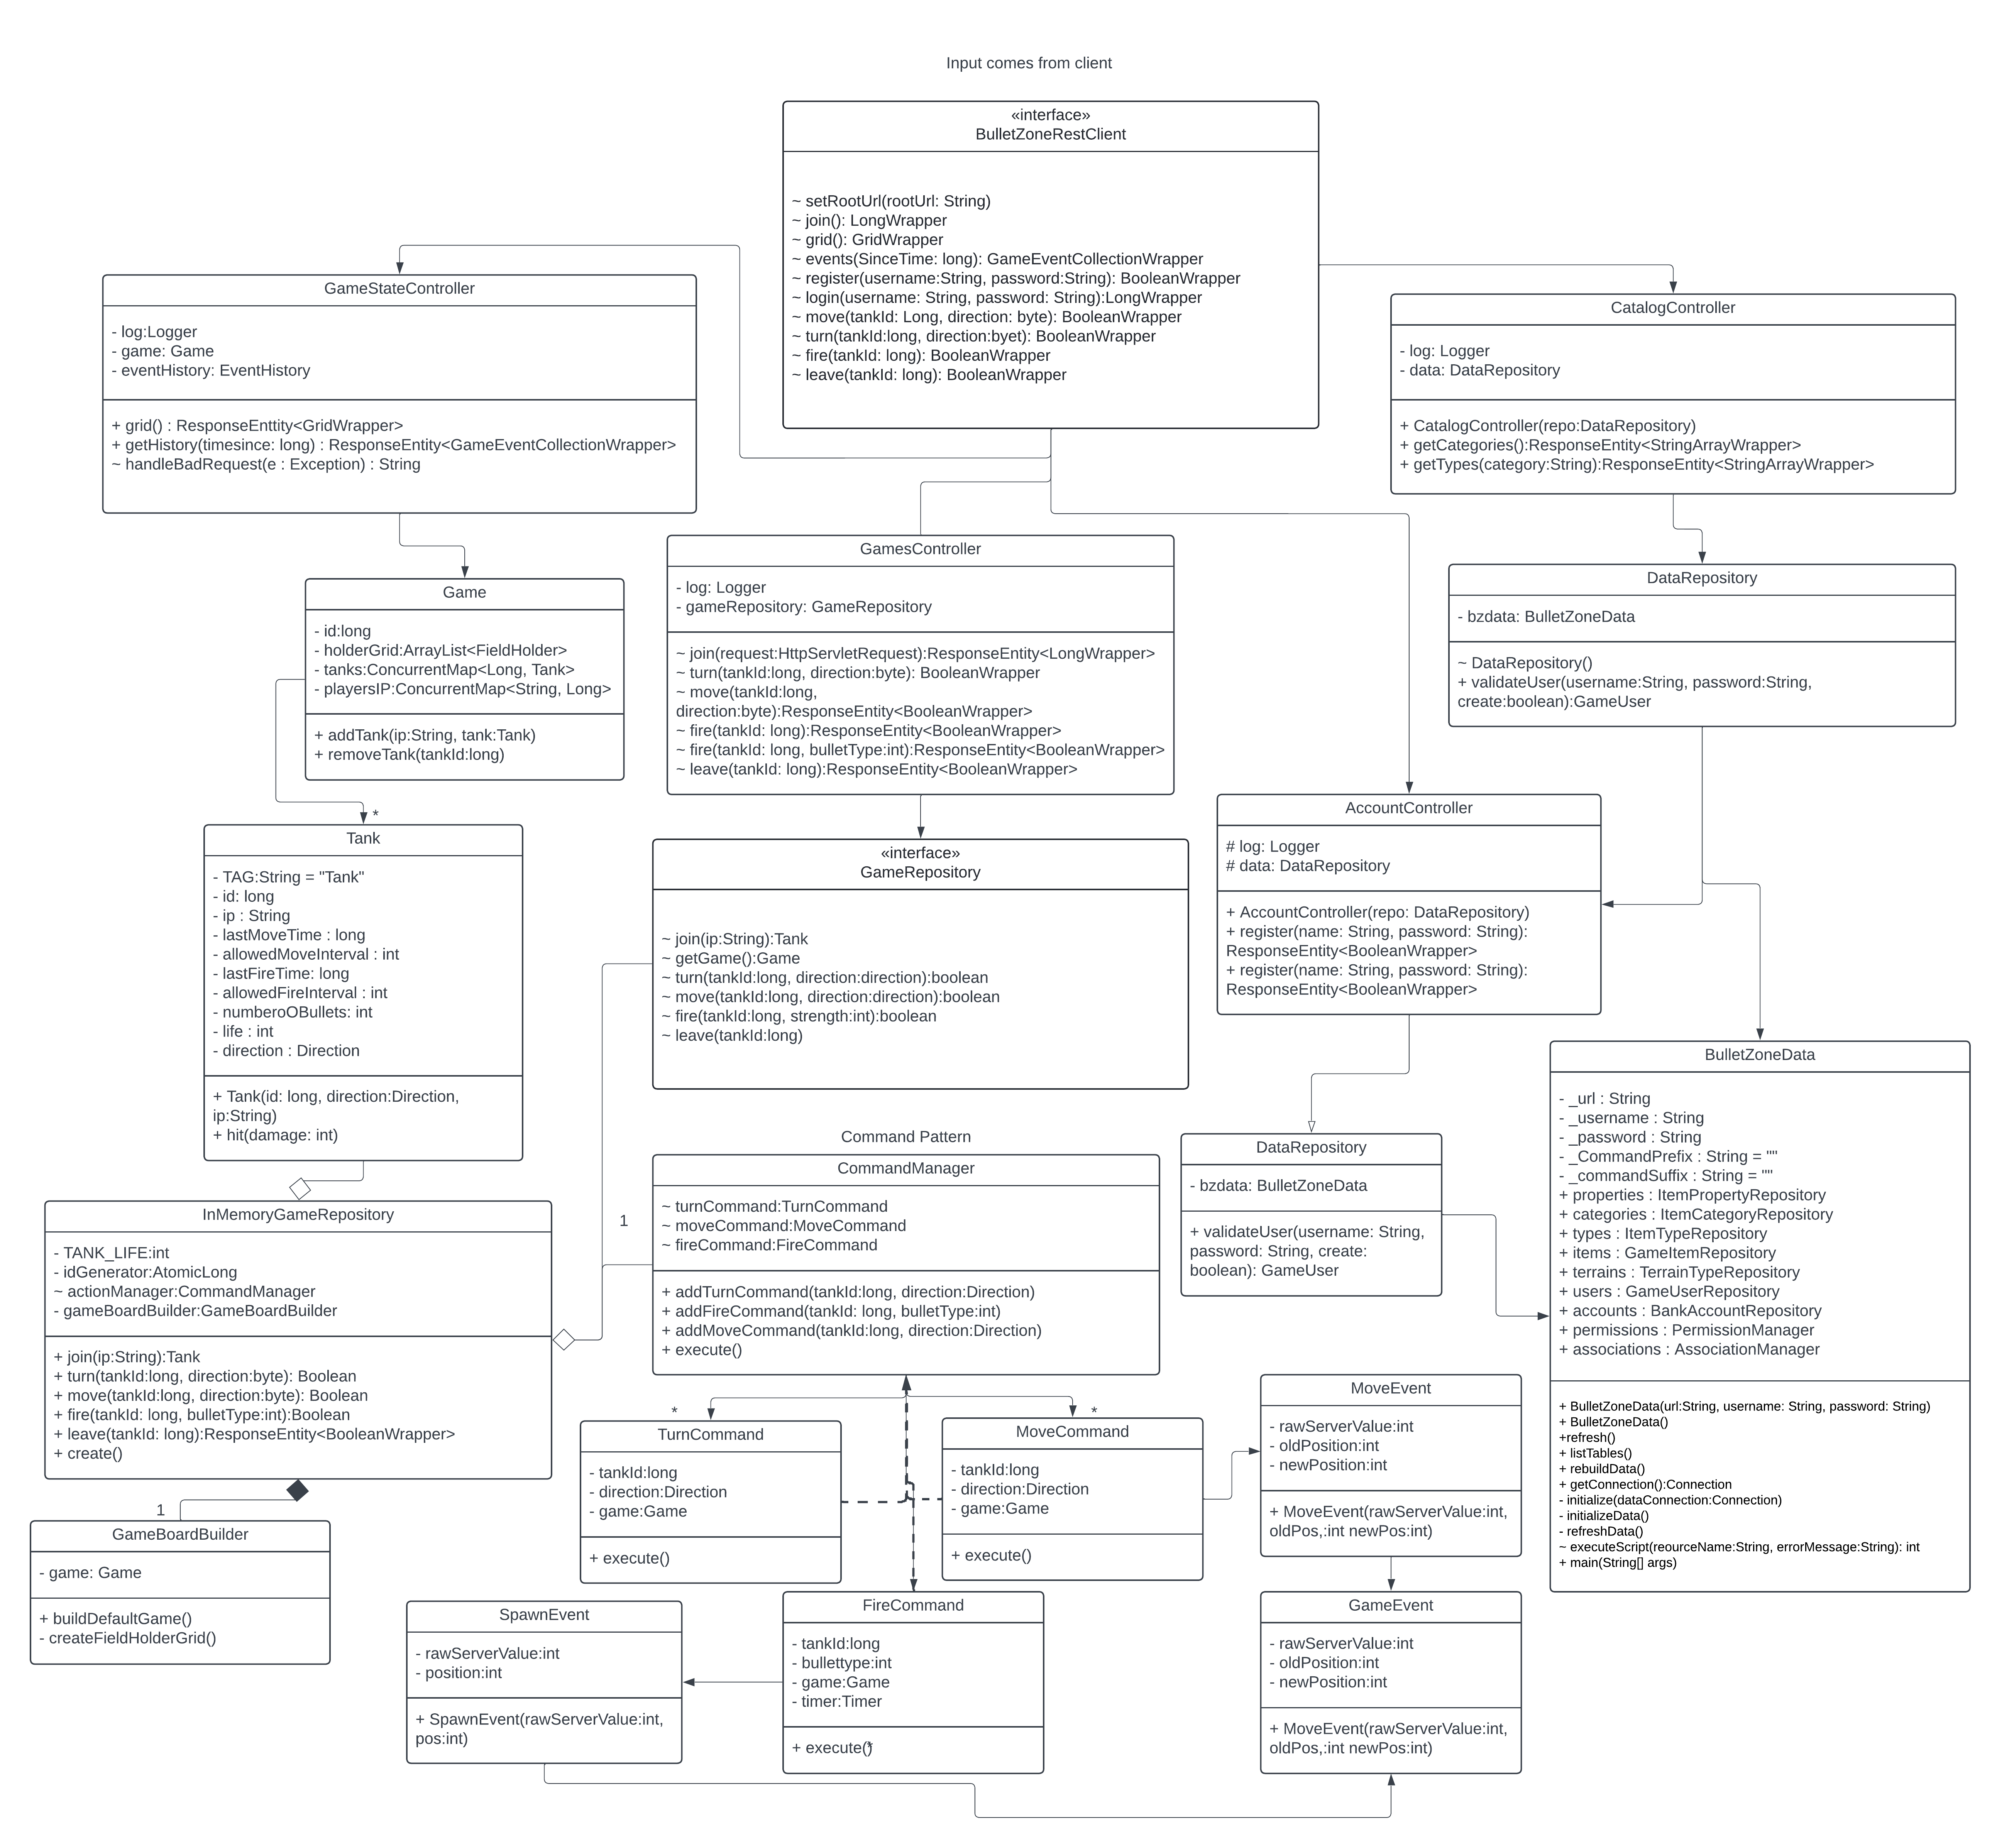 Input comes from client
«interface»
BulletZoneRestClient
~ setRootUrl(rootUrl: String)
~ join(): LongWrapper
~ grid(): GridWrapper
~ events(SinceTime: long): GameEventCollectionWrapper
~ register(username:String, password:String): BooleanWrapper
~ login(username: String, password: String):LongWrapper
~ move(tankId: Long, direction: byte): BooleanWrapper
~ turn(tankId:long, direction:byet): BooleanWrapper
~ fire(tankId: long): BooleanWrapper
~ leave(tankId: long): BooleanWrapper
GameStateController
- log:Logger
- game: Game
- eventHistory: EventHistory
+ grid() : ResponseEnttity<GridWrapper>
+ getHistory(timesince: long) : ResponseEntity<GameEventCollectionWrapper>
~ handleBadRequest(e : Exception) : String
CatalogController
- log: Logger
- data: DataRepository
+ CatalogController(repo:DataRepository)
+ getCategories():ResponseEntity<StringArrayWrapper>
+ getTypes(category:String):ResponseEntity<StringArrayWrapper>
Game
- id:long
- holderGrid:ArrayList<FieldHolder>
- tanks:ConcurrentMap<Long, Tank>
- playersIP:ConcurrentMap<String, Long>
+ addTank(ip:String, tank:Tank)
+ removeTank(tankId:long)
GamesController
- log: Logger
- gameRepository: GameRepository
~ join(request:HttpServletRequest):ResponseEntity<LongWrapper>
~ turn(tankId:long, direction:byte): BooleanWrapper
~ move(tankId:long,
direction:byte):ResponseEntity<BooleanWrapper>
~ fire(tankId: long):ResponseEntity<BooleanWrapper>
~ fire(tankId: long, bulletType:int):ResponseEntity<BooleanWrapper>
~ leave(tankId: long):ResponseEntity<BooleanWrapper>
DataRepository
- bzdata: BulletZoneData
~ DataRepository()
+ validateUser(username:String, password:String,
create:boolean):GameUser
*
Tank
- TAG:String = "Tank"
- id: long
- ip : String
- lastMoveTime : long
- allowedMoveInterval : int
- lastFireTime: long
- allowedFireInterval : int
- numberoOBullets: int
- life : int
- direction : Direction
+ Tank(id: long, direction:Direction,
ip:String)
+ hit(damage: int)
«interface»
GameRepository
~ join(ip:String):Tank
~ getGame():Game
~ turn(tankId:long, direction:direction):boolean
~ move(tankId:long, direction:direction):boolean
~ fire(tankId:long, strength:int):boolean
~ leave(tankId:long)
AccountController
# log: Logger
# data: DataRepository
+ AccountController(repo: DataRepository)
+ register(name: String, password: String):
ResponseEntity<BooleanWrapper>
+ register(name: String, password: String):
ResponseEntity<BooleanWrapper>
BulletZoneData
- _url : String
- _username : String
- _password : String
- _CommandPrefix : String = ""
- _commandSuffix : String = ""
+ properties : ItemPropertyRepository
+ categories : ItemCategoryRepository
+ types : ItemTypeRepository
+ items : GameItemRepository
+ terrains : TerrainTypeRepository
+ users : GameUserRepository
+ accounts : BankAccountRepository
+ permissions : PermissionManager
+ associations : AssociationManager
+ BulletZoneData(url:String, username: String, password: String)
+ BulletZoneData()
+refresh()
+ listTables()
+ rebuildData()
+ getConnection():Connection
- initialize(dataConnection:Connection)
- initializeData()
- refreshData()
~ executeScript(reourceName:String, errorMessage:String): int
+ main(String[] args)
DataRepository
- bzdata: BulletZoneData
+ validateUser(username: String,
password: String, create:
boolean): GameUser
Command Pattern
CommandManager
~ turnCommand:TurnCommand
~ moveCommand:MoveCommand
~ fireCommand:FireCommand
+ addTurnCommand(tankId:long, direction:Direction)
+ addFireCommand(tankId: long, bulletType:int)
+ addMoveCommand(tankId:long, direction:Direction)
+ execute()
1
InMemoryGameRepository
- TANK_LIFE:int
- idGenerator:AtomicLong
~ actionManager:CommandManager
- gameBoardBuilder:GameBoardBuilder
+ join(ip:String):Tank
+ turn(tankId:long, direction:byte): Boolean
+ move(tankId:long, direction:byte): Boolean
+ fire(tankId: long, bulletType:int):Boolean
+ leave(tankId: long):ResponseEntity<BooleanWrapper>
+ create()
1
GameBoardBuilder
- game: Game
+ buildDefaultGame()
- createFieldHolderGrid()
*
TurnCommand
- tankId:long
- direction:Direction
- game:Game
+ execute()
*
MoveCommand
- tankId:long
- direction:Direction
- game:Game
+ execute()
MoveEvent
- rawServerValue:int
- oldPosition:int
- newPosition:int
+ MoveEvent(rawServerValue:int,
oldPos,:int newPos:int)
SpawnEvent
- rawServerValue:int
- position:int
+ SpawnEvent(rawServerValue:int,
pos:int)
FireCommand
- tankId:long
- bullettype:int
- game:Game
- timer:Timer
+ execute()
*
GameEvent
- rawServerValue:int
- oldPosition:int
- newPosition:int
+ MoveEvent(rawServerValue:int,
oldPos,:int newPos:int)